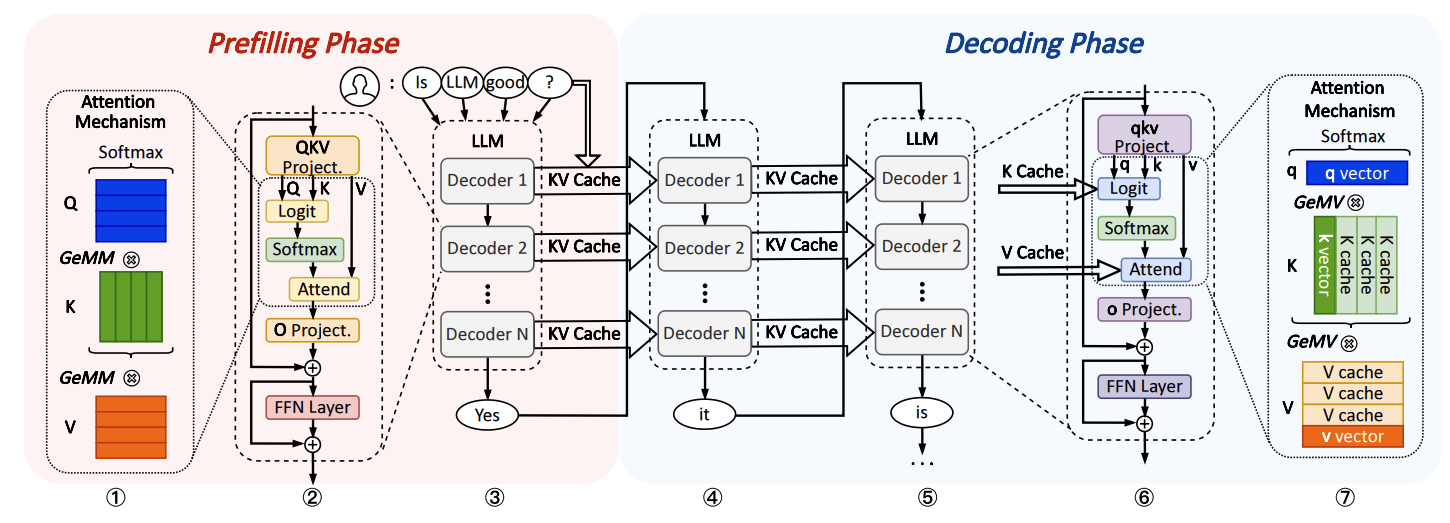 Prefilling Phase
Decoding Phase
Attention
Mechanism
Softmax
Q
GeMM ⊗
K
GeMM ⊗
V
①
QKV
Project.
Q
K
V
Logit
Softmax
Attend
O Project.
FFN Layer
②
:
Is
LLM
good
?
LLM
Decoder 1
Decoder 2
Decoder N
Yes
③
KV Cache
KV Cache
KV Cache
LLM
Decoder 1
Decoder 2
Decoder N
it
④
KV Cache
KV Cache
KV Cache
LLM
Decoder 1
Decoder 2
Decoder N
is
...
⑤
K Cache
V Cache
qkv
Project.
q
k
v
Logit
Softmax
Attend
o Project.
FFN Layer
⑥
Attention
Mechanism
Softmax
q
q vector
GeMV ⊗
K
k vector
K cache
K cache
K cache
GeMV ⊗
V
V cache
V cache
V cache
v vector
⑦